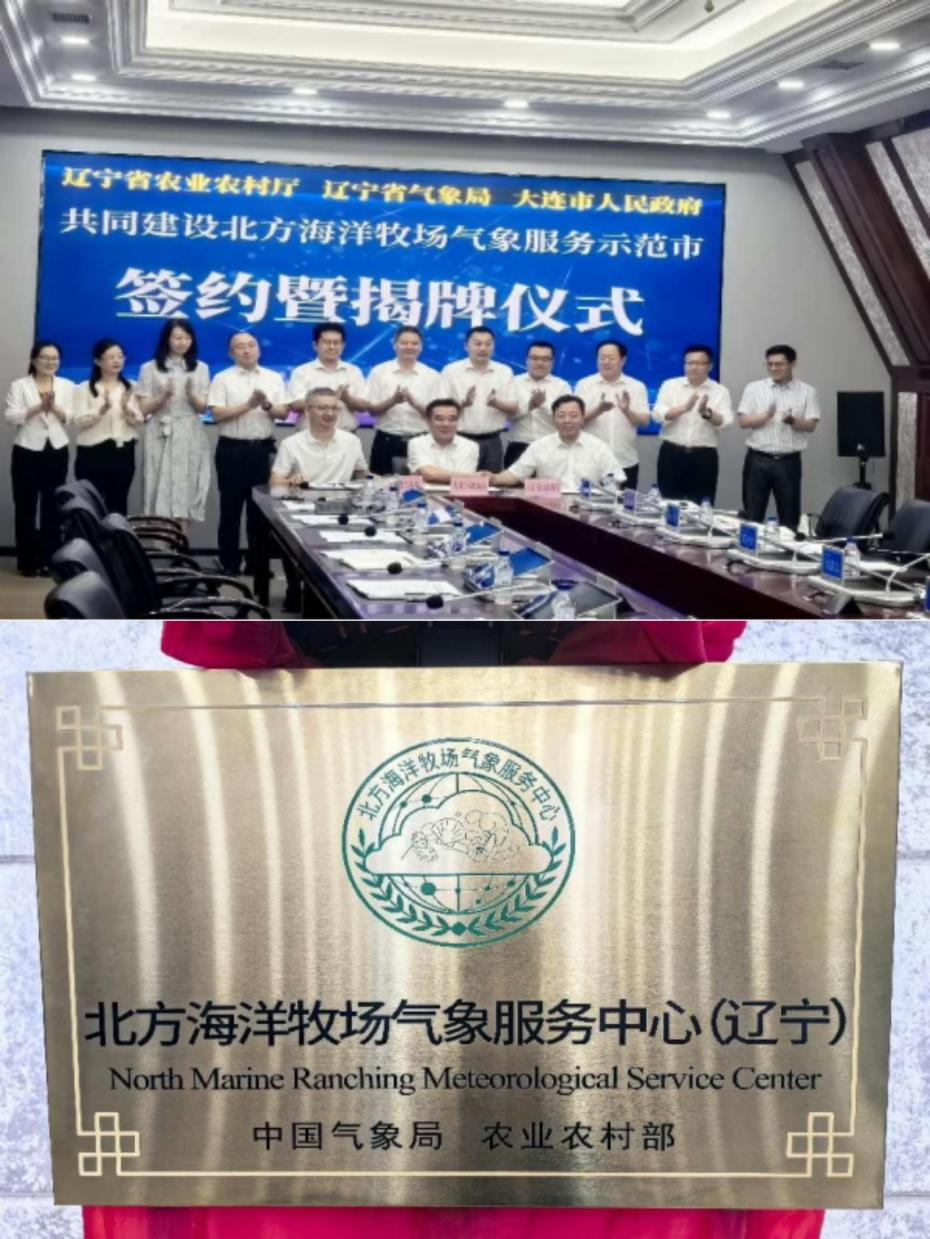 辽宁省农业农村厅 辽宁省气象局 大连市人民政府
共同建设北方海洋牧场气象服务示范市
签约暨揭牌仪式
北方海洋牧场气象服务中心
北方海洋牧场气象服务中心(辽宁)
North Marine Ranching Meteorological Service Center
中国气象局 农业农村部